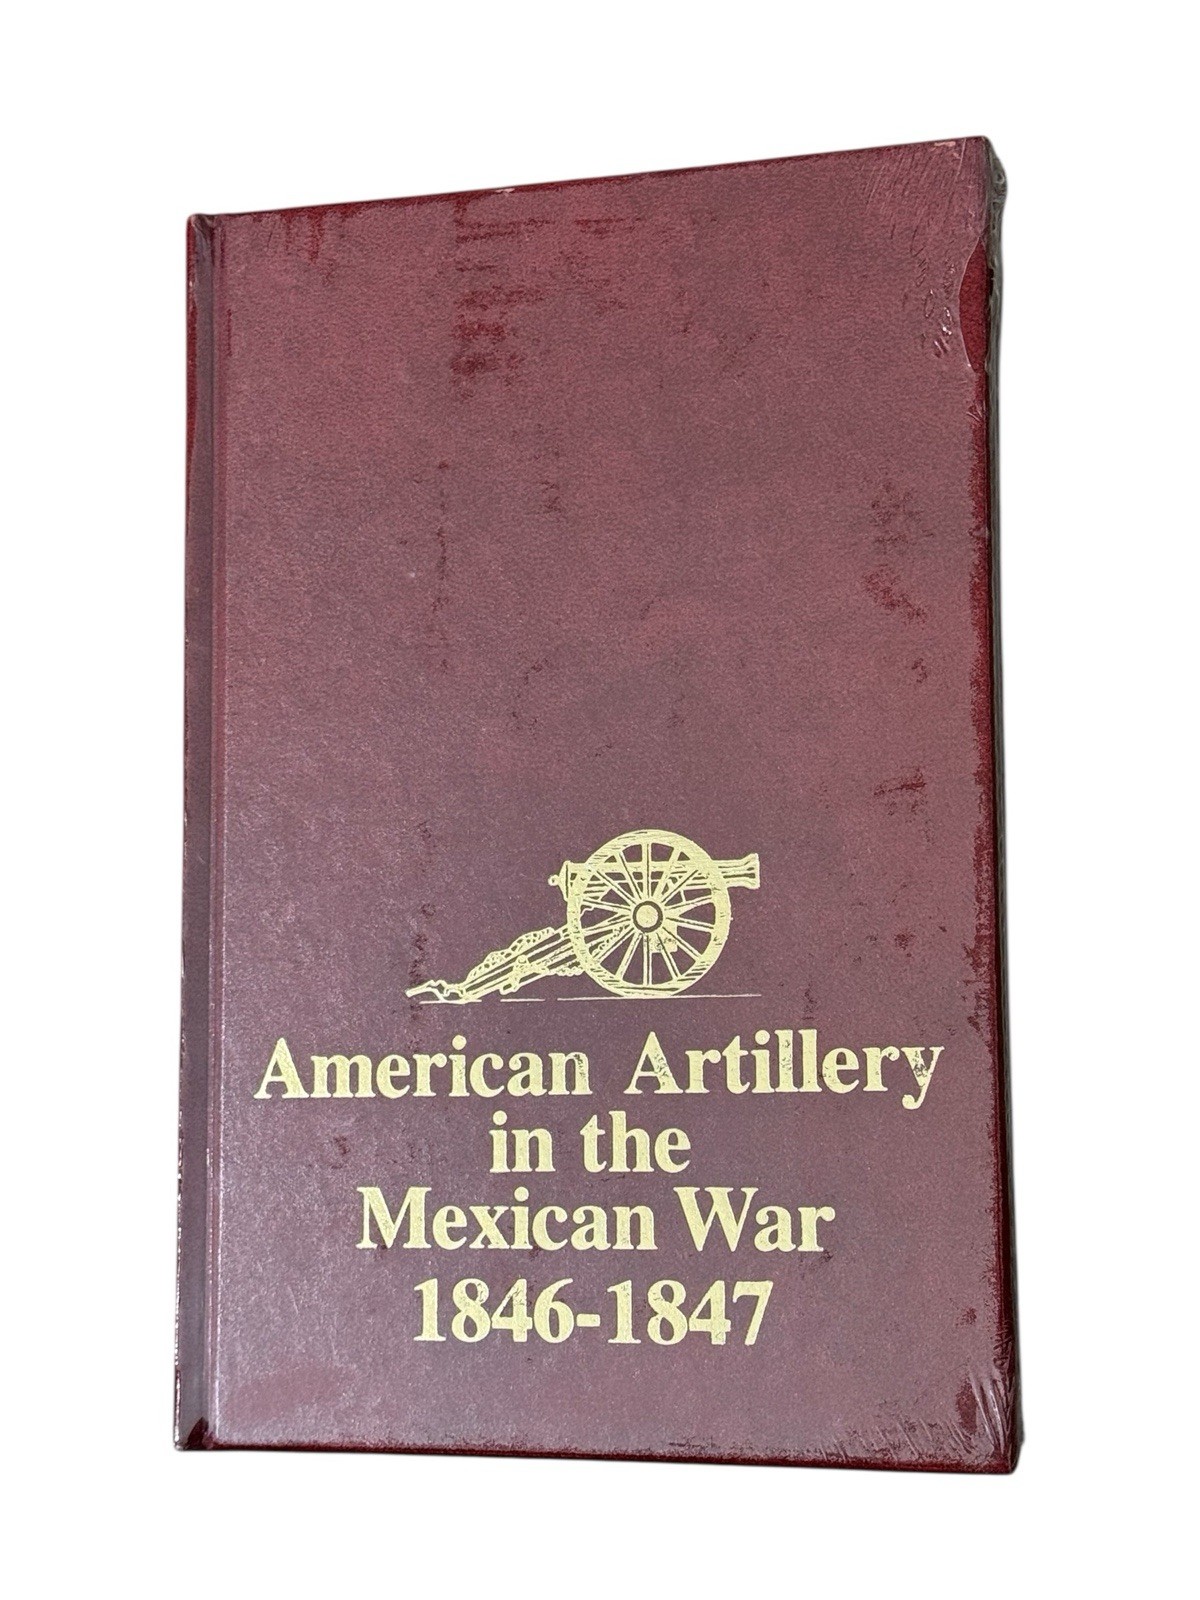 American Artillery
in the
Mexican War
1846-1847